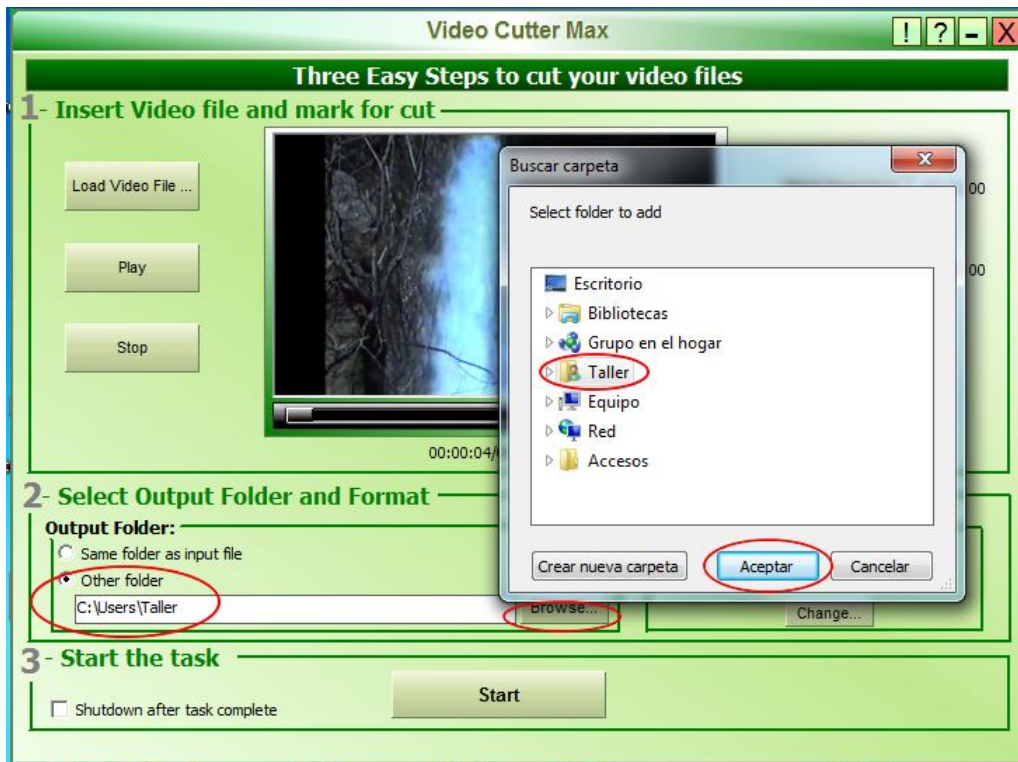 Video Cutter Max
! ? - X
Three Easy Steps to cut your video files
1- Insert Video file and mark for cut
Load Video File ...
Play
Stop
00:00:04/
00
00
Buscar carpeta
Select folder to add
Escritorio
Bibliotecas
Grupo en el hogar
Taller
Equipo
Red
Accesos
Crear nueva carpeta
Aceptar
Cancelar
2- Select Output Folder and Format
Output Folder:
Same folder as input file
Other folder
C:\Users\Taller
Browse...
Change...
3- Start the task
Shutdown after task complete
Start